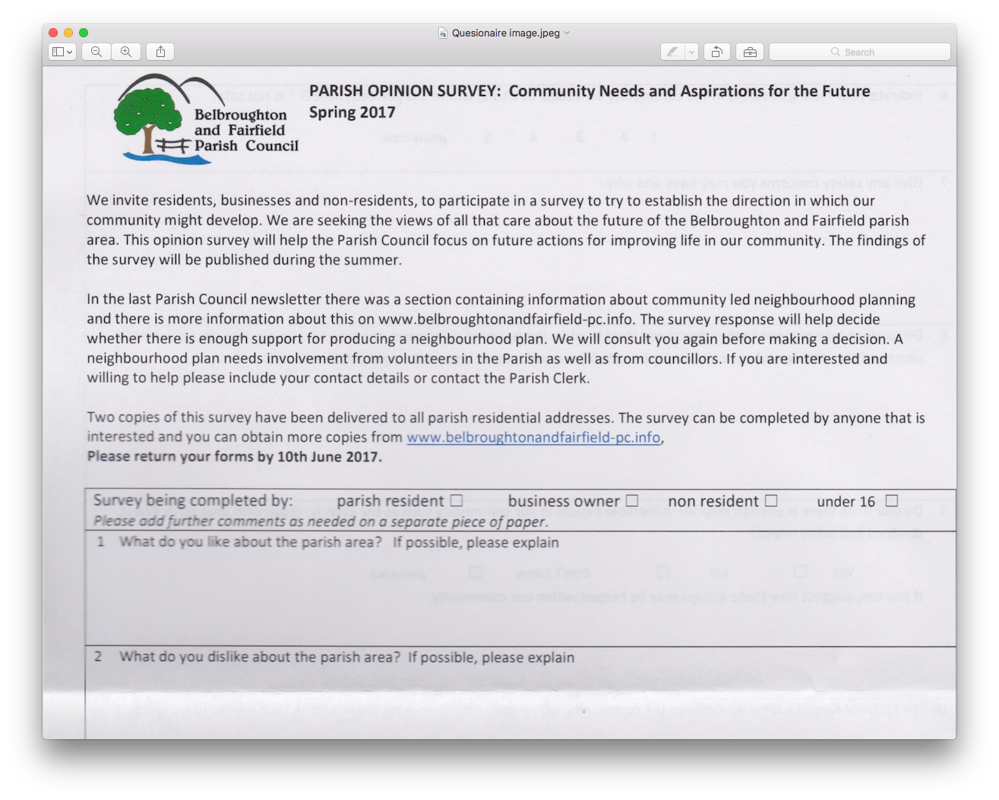 Quesionaire image.jpeg
Search
Belbroughton
and Fairfield
Parish Council
PARISH OPINION SURVEY:  Community Needs and Aspirations for the Future
Spring 2017
We invite residents, businesses and non-residents, to participate in a survey to try to establish the direction in which our
community might develop. We are seeking the views of all that care about the future of the Belbroughton and Fairfield parish
area. This opinion survey will help the Parish Council focus on future actions for improving life in our community. The findings of
the survey will be published during the summer.
In the last Parish Council newsletter there was a section containing information about community led neighbourhood planning
and there is more information about this on www.belbroughtonandfairfield-pc.info. The survey response will help decide
whether there is enough support for producing a neighbourhood plan. We will consult you again before making a decision. A
neighbourhood plan needs involvement from volunteers in the Parish as well as from councillors. If you are interested and
willing to help please include your contact details or contact the Parish Clerk.
Two copies of this survey have been delivered to all parish residential addresses. The survey can be completed by anyone that is
interested and you can obtain more copies from www.belbroughtonandfairfield-pc.info,
Please return your forms by 10th June 2017.
Survey being completed by: parish resident ☐ business owner ☐ non resident ☐ under 16 ☐
Please add further comments as needed on a separate piece of paper.
1 What do you like about the parish area? If possible, please explain
2 What do you dislike about the parish area? If possible, please explain